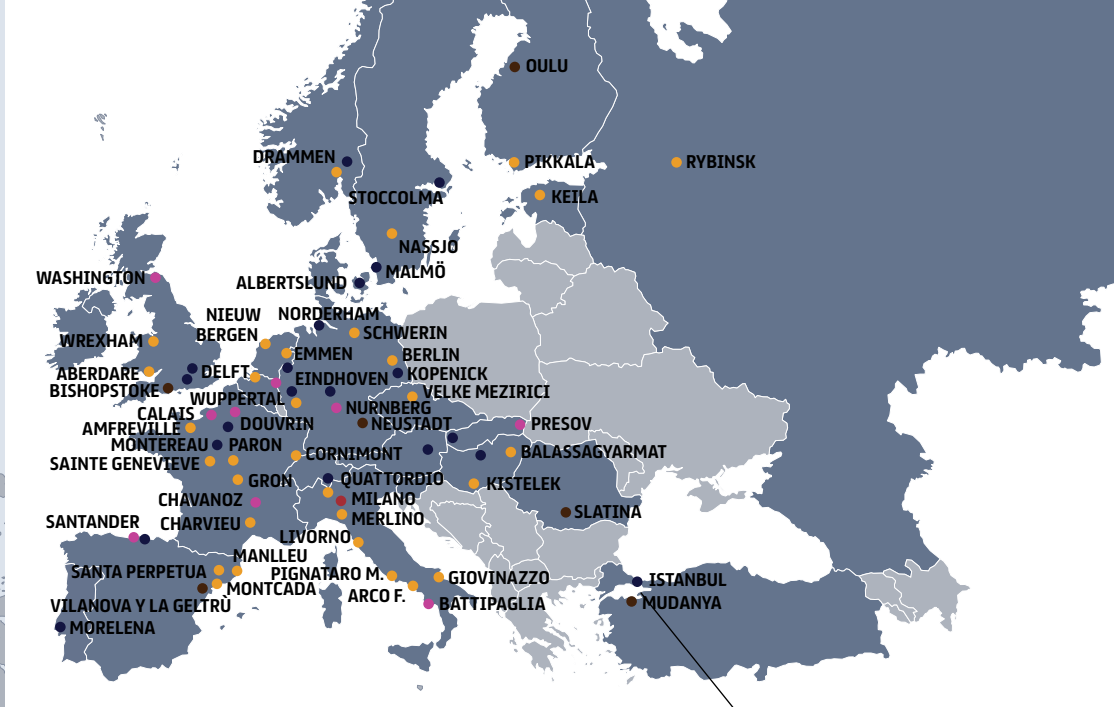 OULU
DRAMMEN
PIKKALA
RYBINSK
STOCCOLMA
KEILA
NASSJO
MALMÖ
WASHINGTON
ALBERTSLUND
NIEUW
BERGEN
NORDERHAM
SCHWERIN
WREXHAM
EMMEN
BERLIN
ABERDARE
DELFT
EINDHOVEN
KOPENICK
BISHOPSTOKE
WUPPERTAL
VELKE MEZIRICI
CALAIS
NURNBERG
AMFREVILLE
DOUVRIN
NEUSTADT
PRESOV
MONTEREAU
PARON
SAINTE GENEVIEVE
CORNIMONT
BALASSAGYARMAT
GRON
QUATTORDIO
KISTELEK
CHAVANOZ
MILANO
SANTANDER
CHARVIEU
MERLINO
SLATINA
LIVORNO
MANLLEU
SANTA PERPETUA
PIGNATARO M.
GIOVINAZZO
ISTANBUL
MONTCADA
ARCO F.
BATTIPAGLIA
MUDANYA
VILANOVA Y LA GELTRÙ
MORELENA